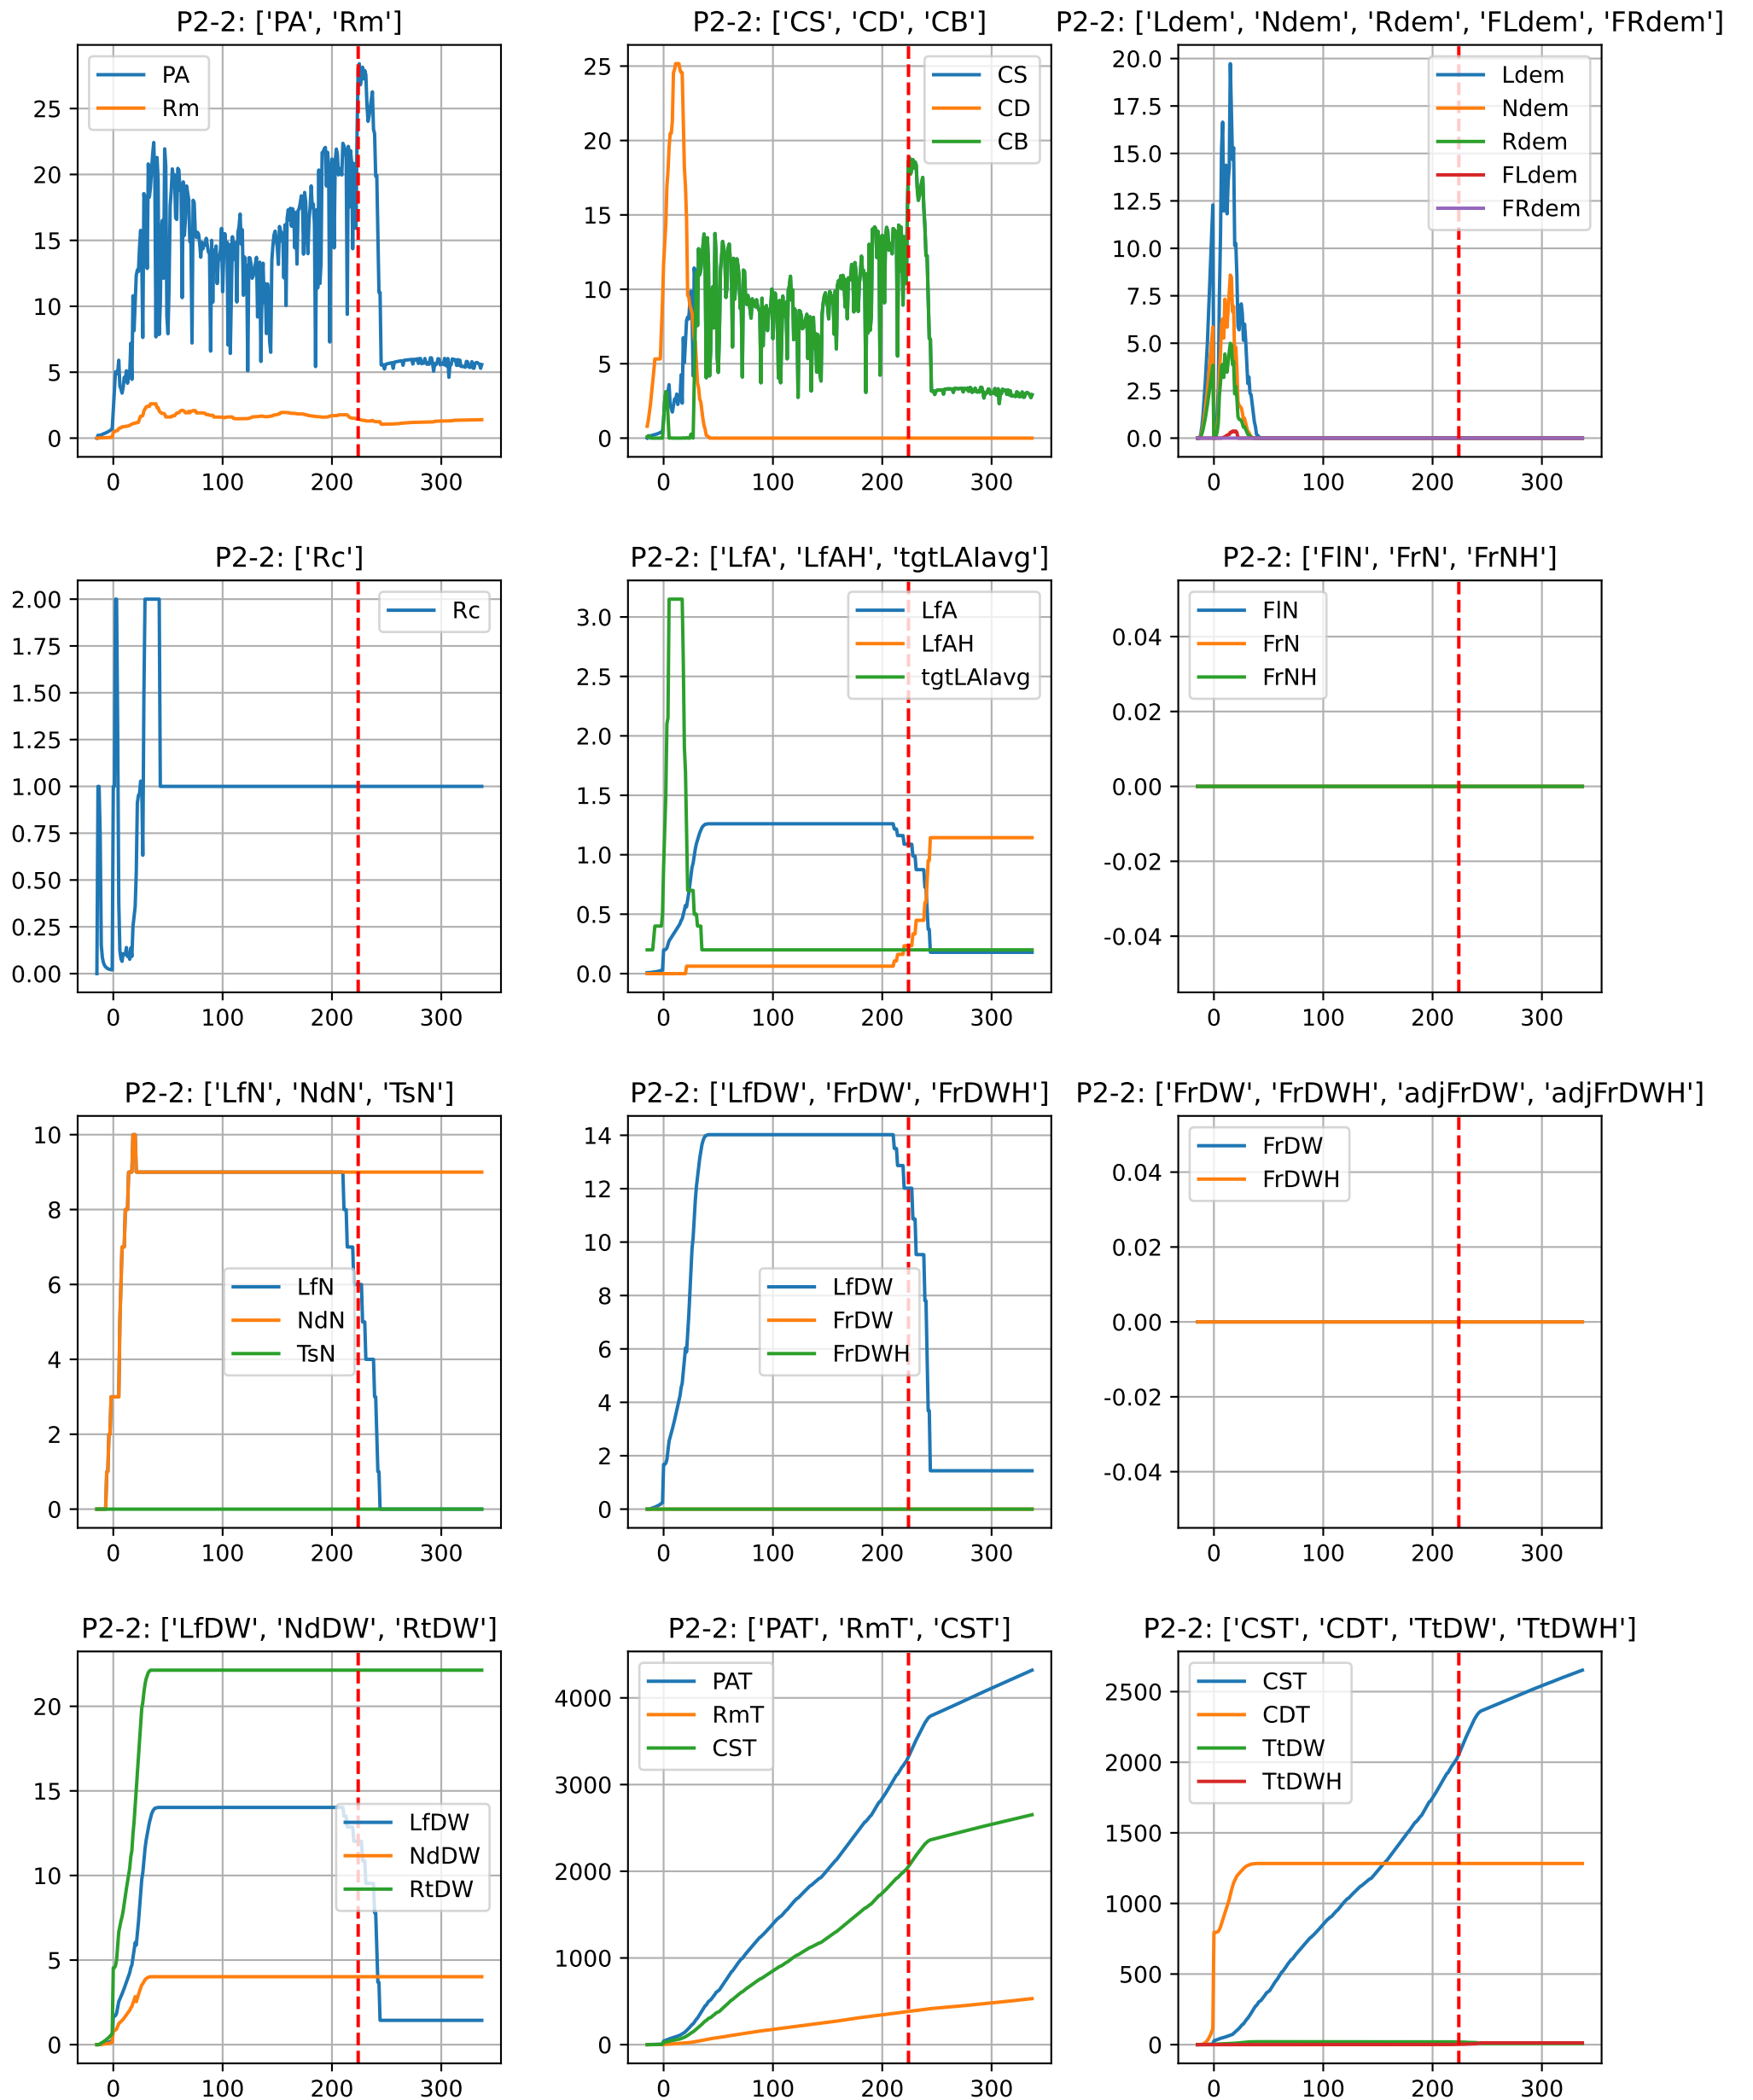 P2-2: ['PA', 'Rm']
PA
Rm
25
20
15
10
5
0
0 100 200 300
P2-2: ['CS', 'CD', 'CB']
CS
CD
CB
25
20
15
10
5
0
0 100 200 300
P2-2: ['Ldem', 'Ndem', 'Rdem', 'FLdem', 'FRdem']
Ldem
Ndem
Rdem
FLdem
FRdem
20.0
17.5
15.0
12.5
10.0
7.5
5.0
2.5
0.0
0 100 200 300
P2-2: ['Rc']
Rc
2.00
1.75
1.50
1.25
1.00
0.75
0.50
0.25
0.00
0 100 200 300
P2-2: ['LfA', 'LfAH', 'tgtLAIavg']
LfA
LfAH
tgtLAIavg
3.0
2.5
2.0
1.5
1.0
0.5
0.0
0 100 200 300
P2-2: ['FlN', 'FrN', 'FrNH']
FlN
FrN
FrNH
0.04
0.02
0.00
-0.02
-0.04
0 100 200 300
P2-2: ['LfN', 'NdN', 'TsN']
LfN
NdN
TsN
10
8
6
4
2
0
0 100 200 300
P2-2: ['LfDW', 'FrDW', 'FrDWH']
LfDW
FrDW
FrDWH
14
12
10
8
6
4
2
0
0 100 200 300
P2-2: ['FrDW', 'FrDWH', 'adjFrDW', 'adjFrDWH']
FrDW
FrDWH
0.04
0.02
0.00
-0.02
-0.04
0 100 200 300
P2-2: ['LfDW', 'NdDW', 'RtDW']
LfDW
NdDW
RtDW
20
15
10
5
0
0 100 200 300
P2-2: ['PAT', 'RmT', 'CST']
PAT
RmT
CST
4000
3000
2000
1000
0
0 100 200 300
P2-2: ['CST', 'CDT', 'TtDW', 'TtDWH']
CST
CDT
TtDW
TtDWH
2500
2000
1500
1000
500
0
0 100 200 300